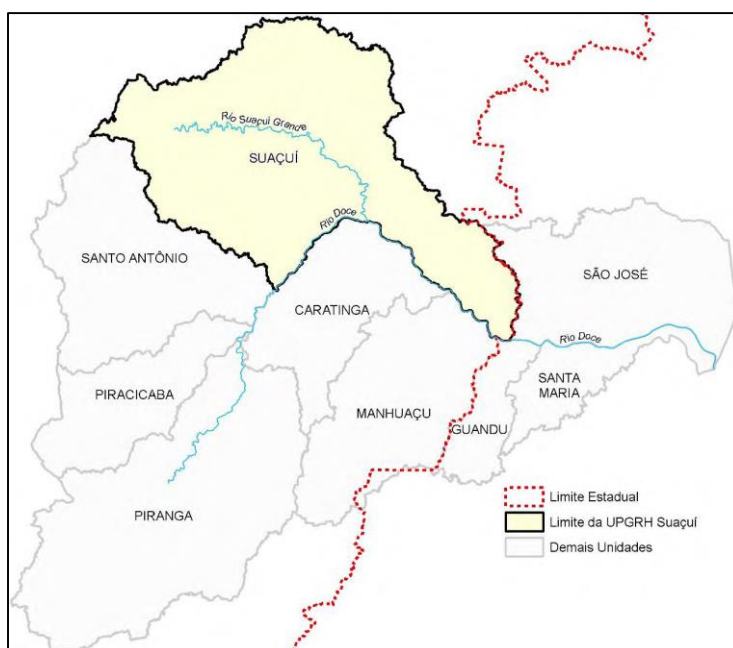 Rio Suaçuí Grande
SUAÇUÍ
Rio Doce
SANTO ANTÔNIO
SÃO JOSÉ
CARATINGA
Rio Doce
PIRACICABA
SANTA
MARIA
MANHUAÇU
GUANDU
PIRANGA
Limite Estadual
Limite da UPGRH Suaçuí
Demais Unidades